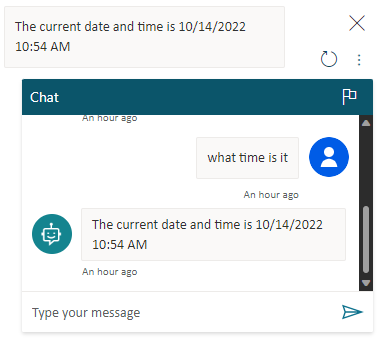 The current date and time is 10/14/2022
10:54 AM
Chat
An hour ago
what time is it
An hour ago
The current date and time is 10/14/2022
10:54 AM
An hour ago
Type your message